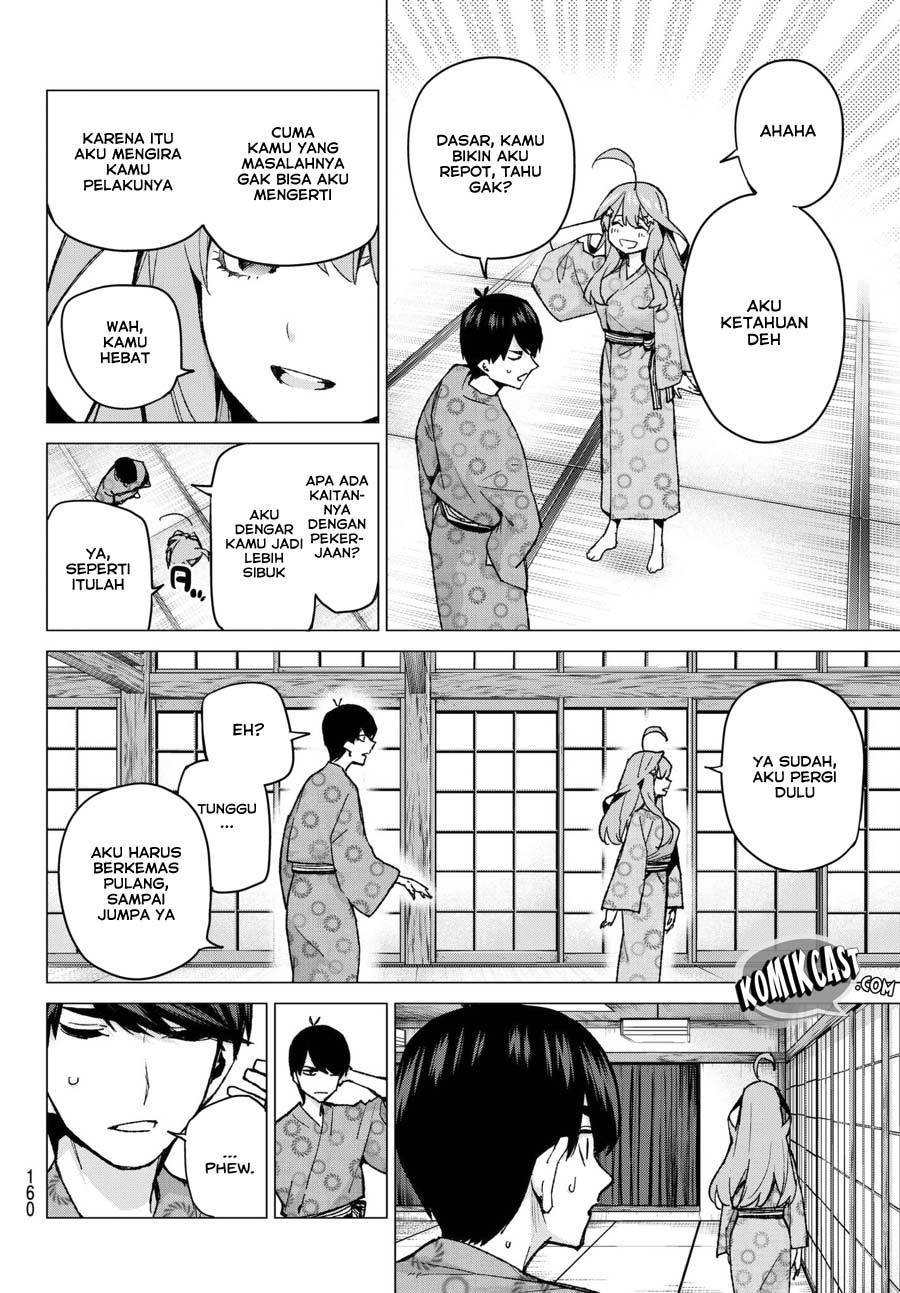 AHAHA
AKU
KETAHUAN
DEH
DASAR, KAMU
BIKIN AKU
REPOT, TAHU
GAK?
CUMA
KAMU YANG
MASALAHNYA
GAK BISA AKU
MENGERTI
KARENA ITU
AKU MENGIRA
KAMU
PELAKUNYA
WAH,
KAMU
HEBAT
APA ADA
KAITAN-
NYA
DENGAN
PEKER-
JAAN?
AKU
DENGAR
KAMU JADI
LEBIH
SIBUK
A...
YA,
SEPERTI
ITULAH
YA SUDAH,
AKU PERGI
DULU
EH?
TUNGGU
...
AKU HARUS
BERKEMAS
PULANG,
SAMPAI
JUMPA YA
KOMIKCAST
.COM
...
PHEW.
160